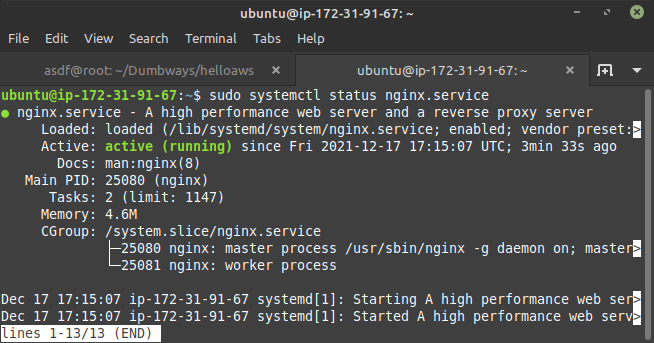 ubuntu@ip-172-31-91-67: ~
File Edit View Search Terminal Tabs Help
asdf@root: ~/Dumbways/helloaws × ubuntu@ip-172-31-91-67: ~ ×
ubuntu@ip-172-31-91-67:~$ sudo systemctl status nginx.service
● nginx.service - A high performance web server and a reverse proxy server
Loaded: loaded (/lib/systemd/system/nginx.service; enabled; vendor preset:>
Active: active (running) since Fri 2021-12-17 17:15:07 UTC; 3min 33s ago
Docs: man:nginx(8)
Main PID: 25080 (nginx)
Tasks: 2 (limit: 1147)
Memory: 4.6M
CGroup: /system.slice/nginx.service
├─25080 nginx: master process /usr/sbin/nginx -g daemon on; master>
└─25081 nginx: worker process
Dec 17 17:15:07 ip-172-31-91-67 systemd[1]: Starting A high performance web ser>
Dec 17 17:15:07 ip-172-31-91-67 systemd[1]: Started A high performance web serv>
lines 1-13/13 (END)